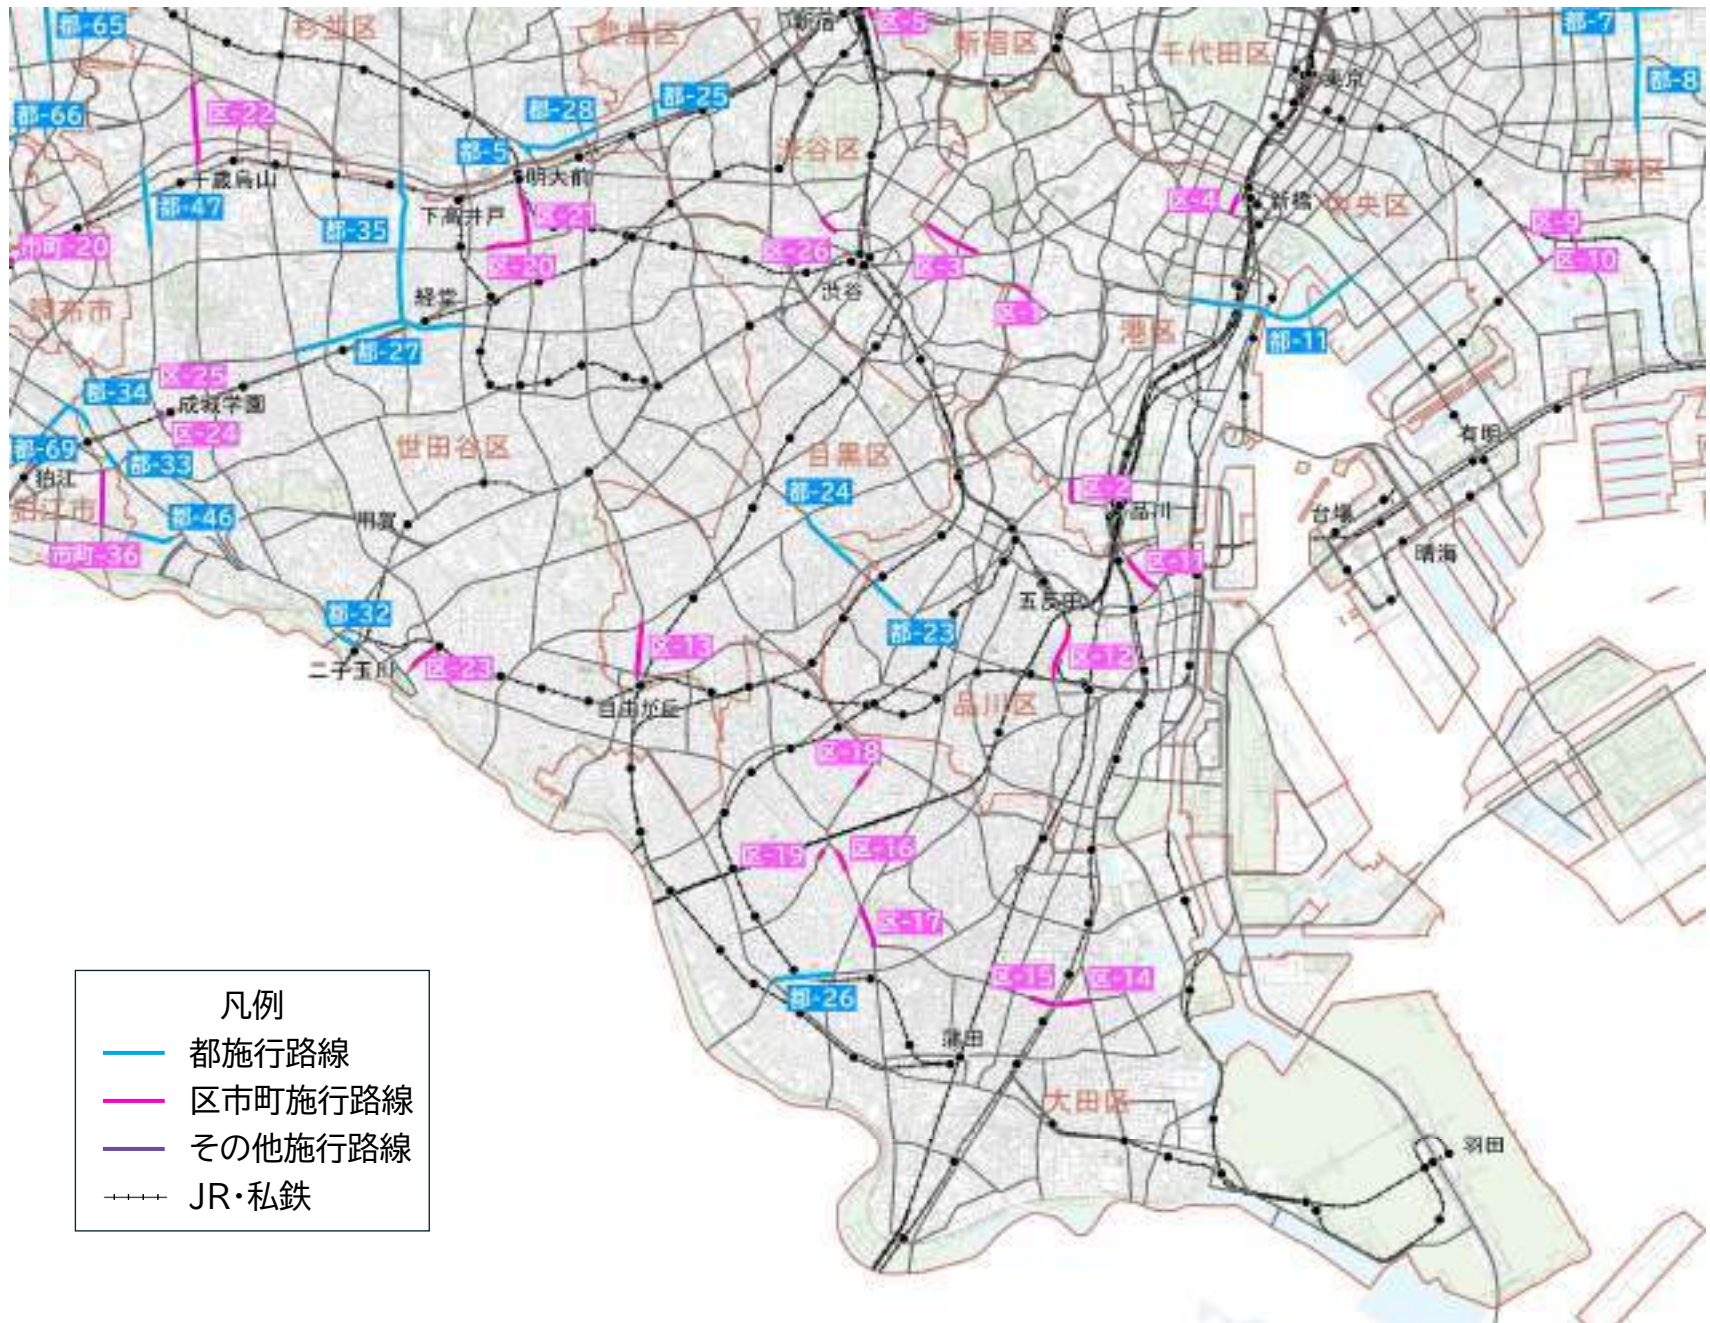 都-65
杉並区
新宿
区-5
新宿区
千代田区
東京
都-7
都-8
都-66
区-22
都-28
都-25
都-5
渋谷区
江東区
千歳烏山
都-47
明大前
下高井戸
区-21
都-35
市町-20
区-20
区-26
区-3
区-4
新橋
中央区
区-9
区-10
経堂
渋谷
区-1
調布市
港区
都-11
都-27
区-25
都-34
成城学園
区-24
都-69
都-33
狛江
世田谷区
目黒区
有明
都-24
区-2
品川
台場
晴海
狛江市
都-46
用賀
市町-36
区-11
五反田
都-32
都-23
区-13
区-12
二子玉川
区-23
自由が丘
品川区
区-18
区-19
区-16
区-17
区-15
区-14
都-26
蒲田
大田区
羽田
凡例
都施行路線
区市町施行路線
その他施行路線
JR・私鉄